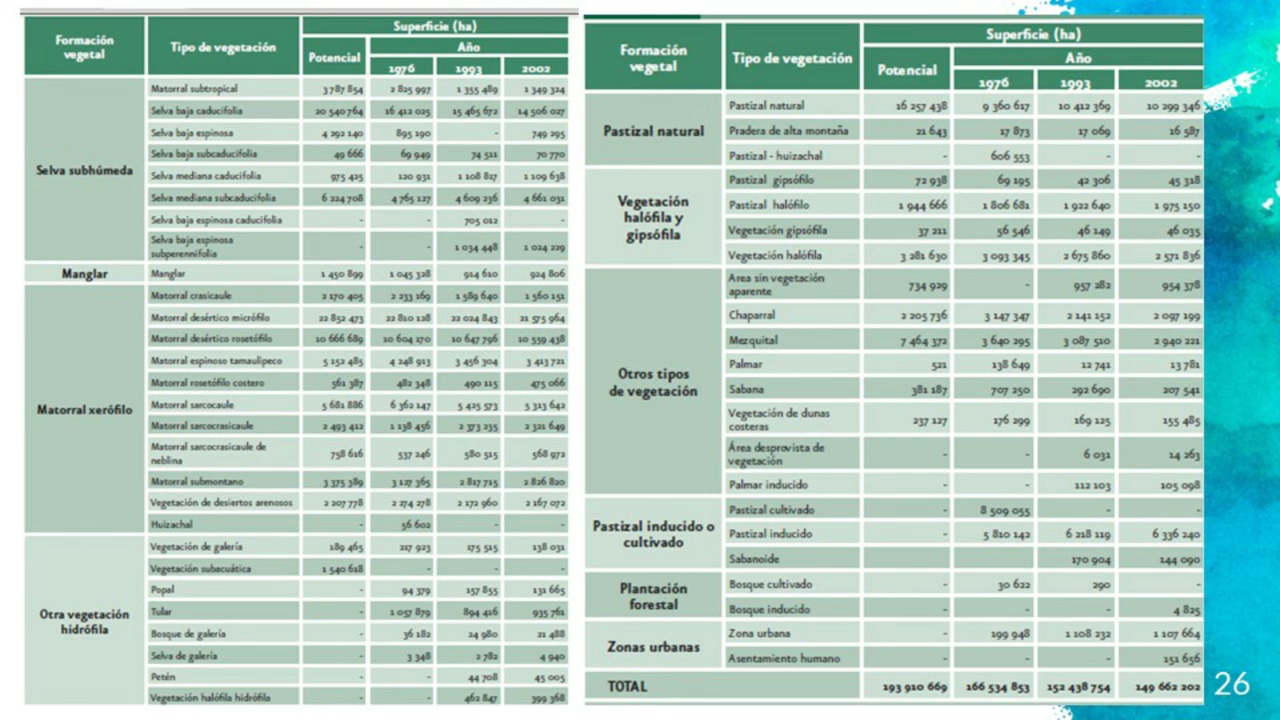 Formación vegetal Tipo de vegetación Superficie (ha)
Potencial Año
1976 1993 2002
Selva subhúmeda
Matorral subtropical 3 787 854 2 825 997 1 355 489 1 349 324
Selva baja caducifolia 20 540 764 16 412 025 15 465 672 14 506 027
Selva baja espinosa 4 292 140 895 190 - 749 295
Selva baja subcaducifolia 49 666 69 949 74 511 70 770
Selva mediana caducifolia 975 425 120 931 1 108 817 1 109 638
Selva mediana subcaducifolia 6 224 708 4 765 127 4 609 236 4 661 031
Selva baja espinosa caducifolia - - 705 012 -
Selva baja espinosa subperennifolia - - 1 034 448 1 024 229
Manglar
Manglar 1 450 899 1 045 328 914 610 924 806
Matorral xerófilo
Matorral crasicaule 2 170 405 2 233 169 1 589 640 1 560 151
Matorral desértico micrófilo 22 852 473 22 810 128 22 024 843 21 575 964
Matorral desértico rosetófilo 10 666 689 10 604 170 10 647 796 10 559 438
Matorral espinoso tamaulipeco 5 152 485 4 248 913 3 456 304 3 413 721
Matorral rosetófilo costero 561 387 482 348 490 115 475 066
Matorral sarcocaule 5 681 886 6 362 147 5 425 573 5 313 642
Matorral sarcocrasicaule 2 493 412 1 138 456 2 373 235 2 321 649
Matorral sarcocrasicaule de neblina 758 616 537 246 580 515 568 972
Matorral submontano 3 375 389 3 127 365 2 817 715 2 826 820
Vegetación de desiertos arenosos 2 207 778 2 274 278 2 172 960 2 167 072
Huizachal - 56 602 - -
Otra vegetación hidrófila
Vegetación de galería 189 465 217 923 175 515 138 031
Vegetación subacuática 1 540 618 - - -
Popal - 94 379 157 855 131 665
Tular - 1 057 879 894 416 935 761
Bosque de galería - 36 182 24 980 21 488
Selva de galería - 3 348 2 782 4 940
Petén - - 44 708 45 005
Vegetación halófila hidrófila - - 462 847 399 368
Formación vegetal Tipo de vegetación Superficie (ha)
Potencial Año
1976 1993 2002
Pastizal natural
Pastizal natural 16 257 438 9 360 617 10 412 369 10 299 346
Pradera de alta montaña 21 643 17 873 17 069 16 587
Pastizal - huizachal - 606 553 - -
Vegetación halófila y gipsófila
Pastizal gipsófilo 72 938 69 195 42 306 45 318
Pastizal halófilo 1 944 666 1 806 681 1 922 640 1 975 150
Vegetación gipsófila 37 211 56 546 46 149 46 035
Vegetación halófila 3 281 630 3 093 345 2 675 860 2 571 836
Otros tipos de vegetación
Area sin vegetación aparente 734 929 - 957 282 954 378
Chaparral 2 205 736 3 147 347 2 141 152 2 097 199
Mezquital 7 464 372 3 640 295 3 087 510 2 940 221
Palmar 521 138 649 12 741 13 781
Sabana 381 187 707 250 292 690 207 541
Vegetación de dunas costeras 237 127 176 299 169 125 155 485
Área desprovista de vegetación - - 6 031 14 263
Palmar inducido - - 112 103 105 098
Pastizal inducido o cultivado
Pastizal cultivado - 8 509 055 - -
Pastizal inducido - 5 810 142 6 218 119 6 336 240
Sabanoide 170 904 144 090
Plantación forestal
Bosque cultivado - 30 622 290 -
Bosque inducido - - - 4 825
Zonas urbanas
Zona urbana - 199 948 1 108 232 1 107 664
Asentamiento humano - - - 151 656
TOTAL 193 910 669 166 534 853 152 438 754 149 662 202
26